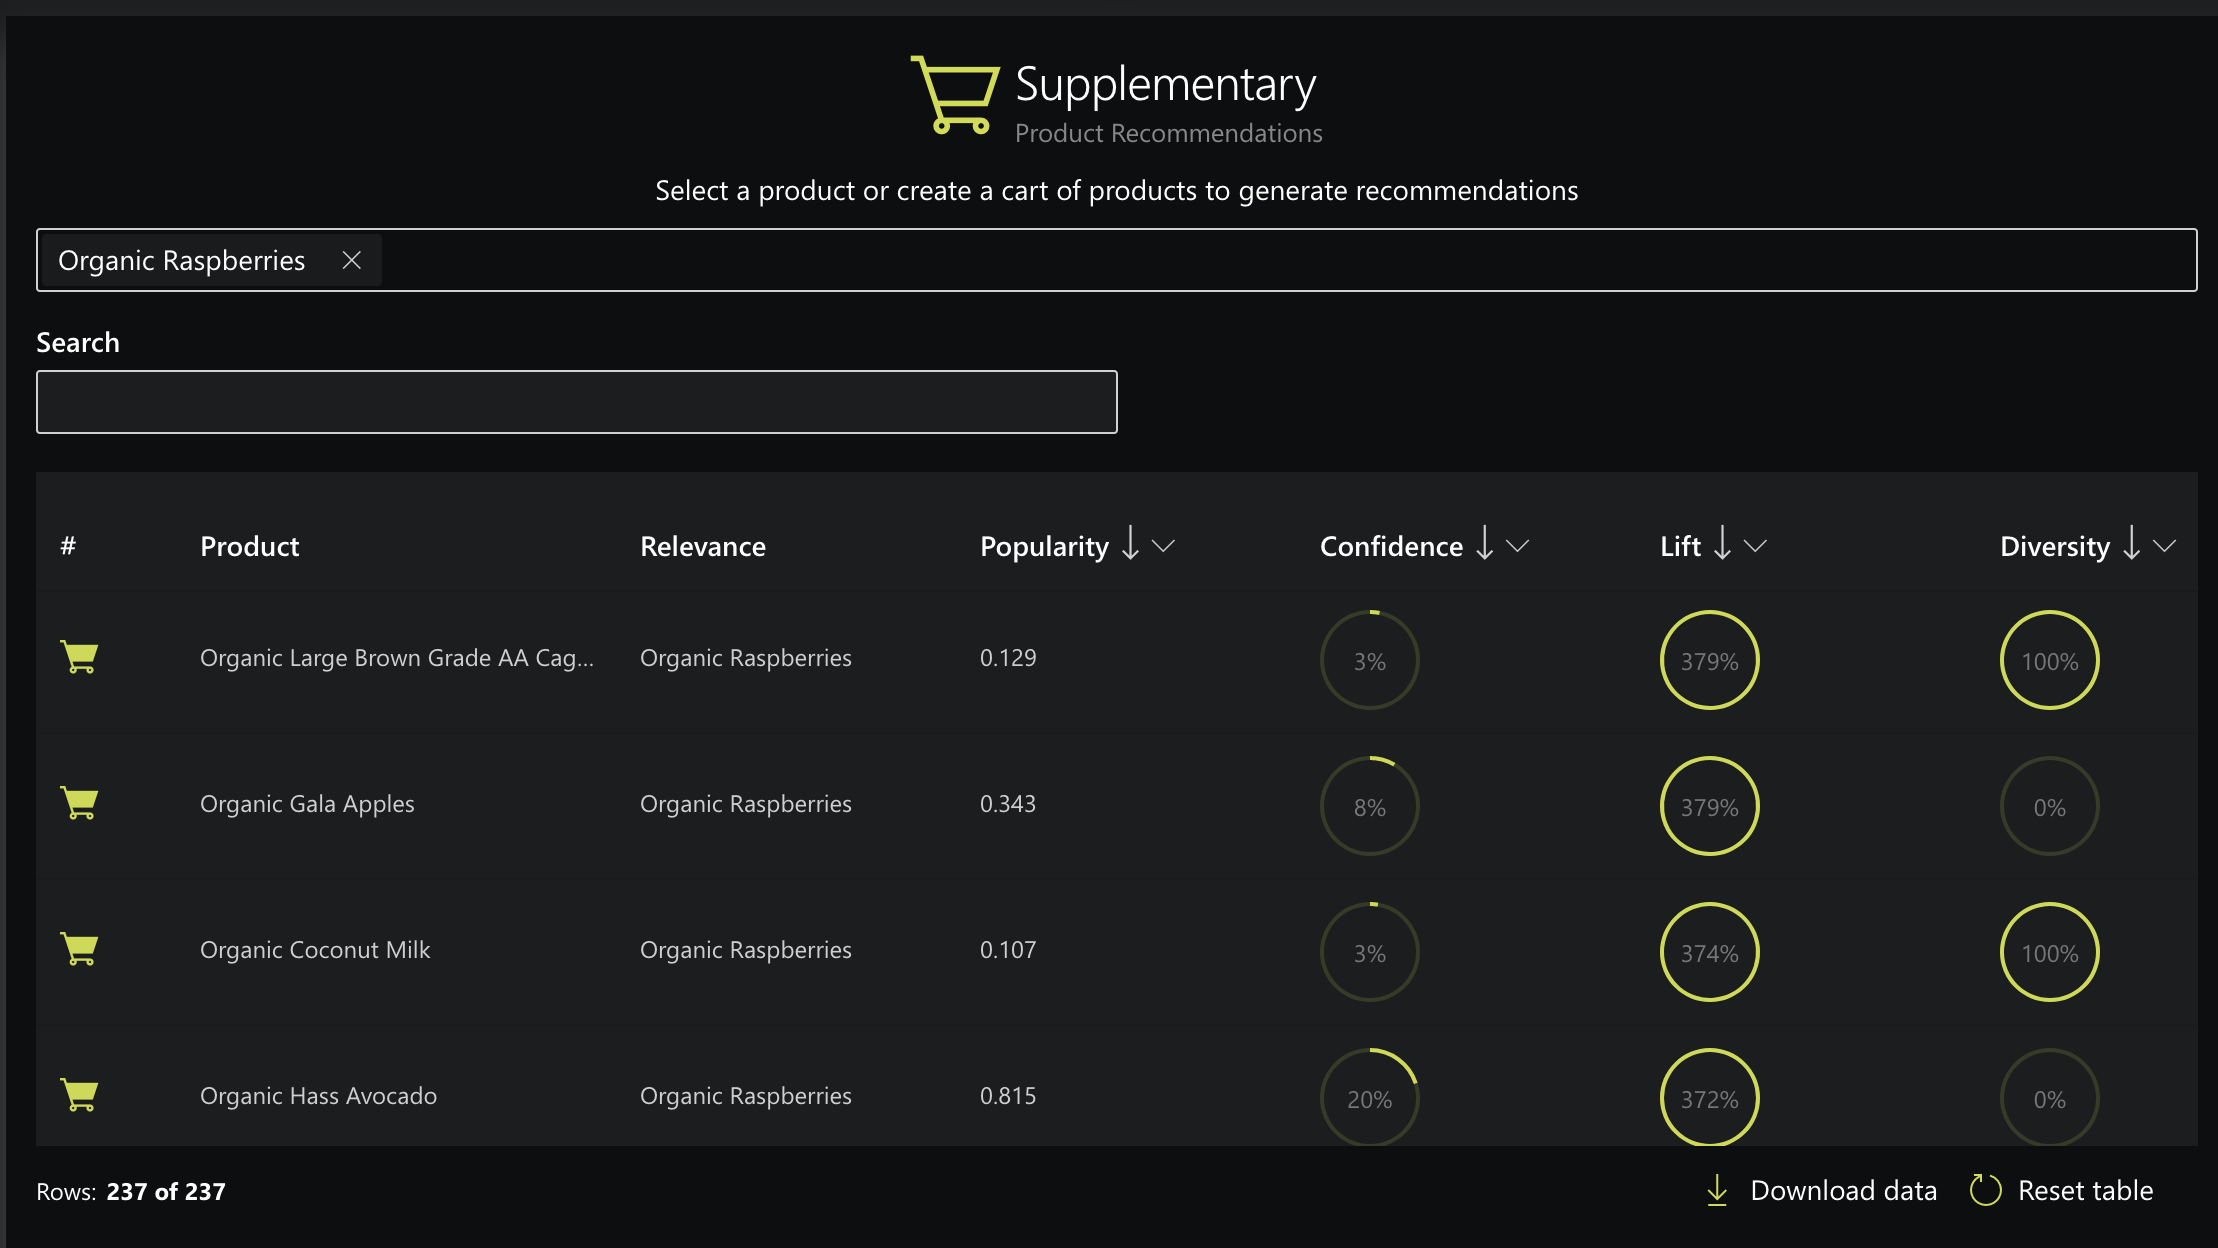 Supplementary
Product Recommendations
Select a product or create a cart of products to generate recommendations
Organic Raspberries
Search
# Product Relevance Popularity Confidence Lift Diversity
Organic Large Brown Grade AA Cag... Organic Raspberries 0.129 3% 379% 100%
Organic Gala Apples Organic Raspberries 0.343 8% 379% 0%
Organic Coconut Milk Organic Raspberries 0.107 3% 374% 100%
Organic Hass Avocado Organic Raspberries 0.815 20% 372% 0%
Rows: 237 of 237 Download data Reset table